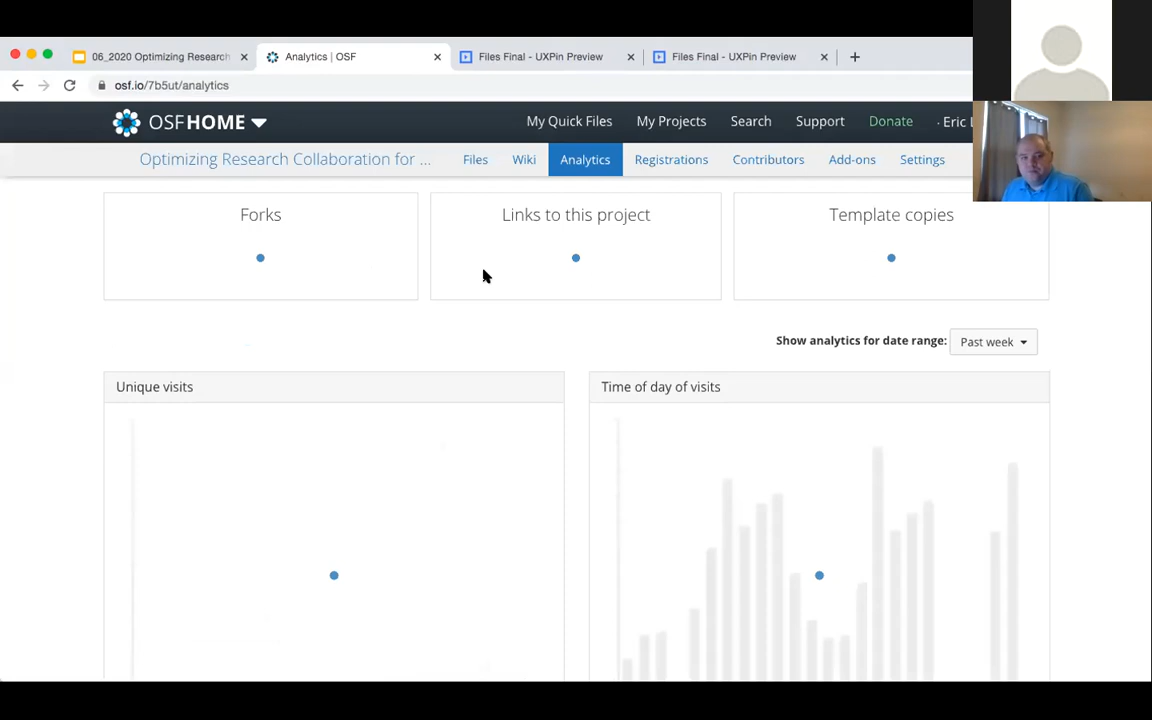 06_2020 Optimizing Research
Analytics | OSF
Files Final - UXPin Preview
Files Final - UXPin Preview
osf.io/7b5ut/analytics
OSFHOME
My Quick Files
My Projects
Search
Support
Donate
Eric L
Optimizing Research Collaboration for ...
Files
Wiki
Analytics
Registrations
Contributors
Add-ons
Settings
Forks
Links to this project
Template copies
Show analytics for date range:
Past week
Unique visits
Time of day of visits